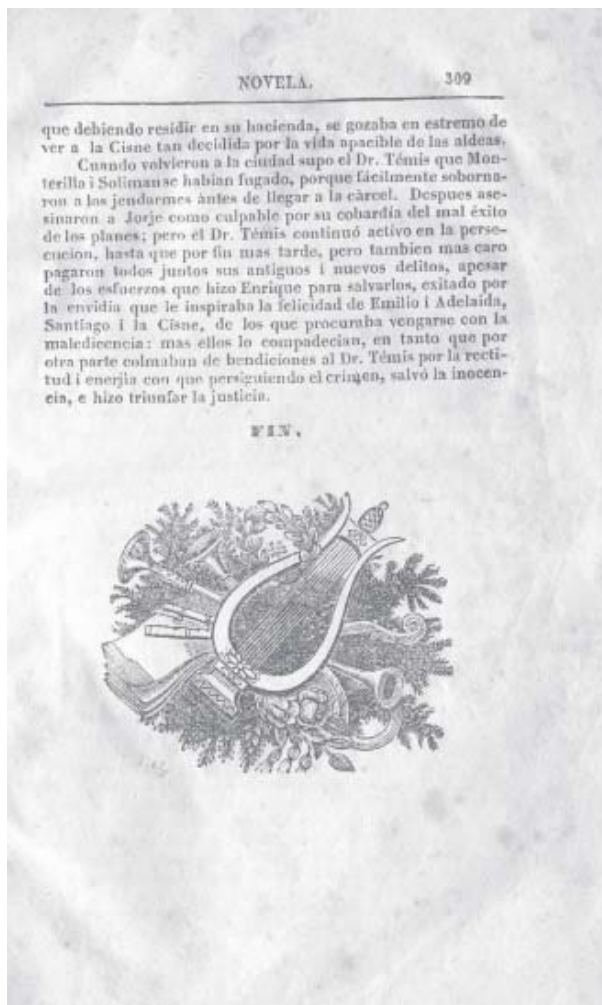 NOVELA. 309
que debiendo residir en su hacienda, se gozaba en estremo de
ver a la Cisne tan decidida por la vida apacible de las aldeas.
Cuando volvieron a la ciudad supo el Dr. Témis que Mon-
terilla i Soliman se habian fugado, porque fácilmente soborna-
ron a los jendarmes ántes de llegar a la càrcel. Despues ase-
sinaron a Jorje como culpable por su cobardía del mal éxito
de los planes; pero el Dr. Témis continuó activo en la perse-
cucion, hasta que por fin mas tarde, pero tambien mas caro
pagaron todos juntos sus antiguos i nuevos delitos, apesar
de los esfuerzos que hizo Enrique para salvarlos, exitado por
la envidia que le inspiraba la felicidad de Emilio i Adelaida,
Santiago i la Cisne, de los que procuraba vengarse con la
maledicencia: mas ellos lo compadecian, en tanto que por
otra parte colmaban de bendiciones al Dr. Témis por la recti-
tud i enerjia con que persiguiendo el crimen, salvó la inocen-
cia, e hizo triunfar la justicia.
FIN.